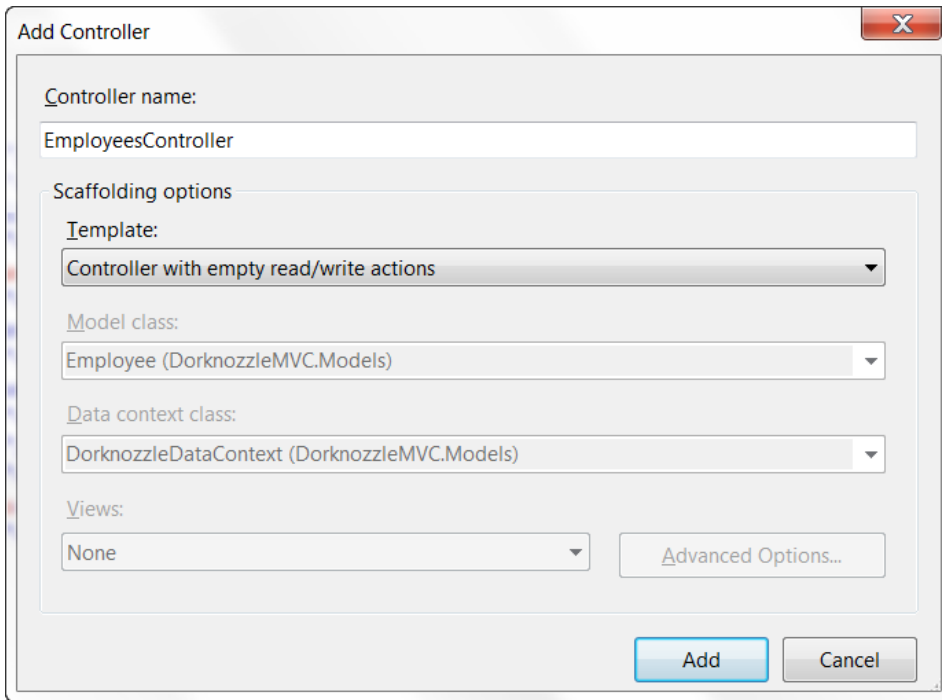 Add Controller
Controller name:
EmployeesController
Scaffolding options
Template:
Controller with empty read/write actions
Model class:
Employee (DorknozzleMVC.Models)
Data context class:
DorknozzleDataContext (DorknozzleMVC.Models)
Views:
None
Advanced Options...
Add
Cancel